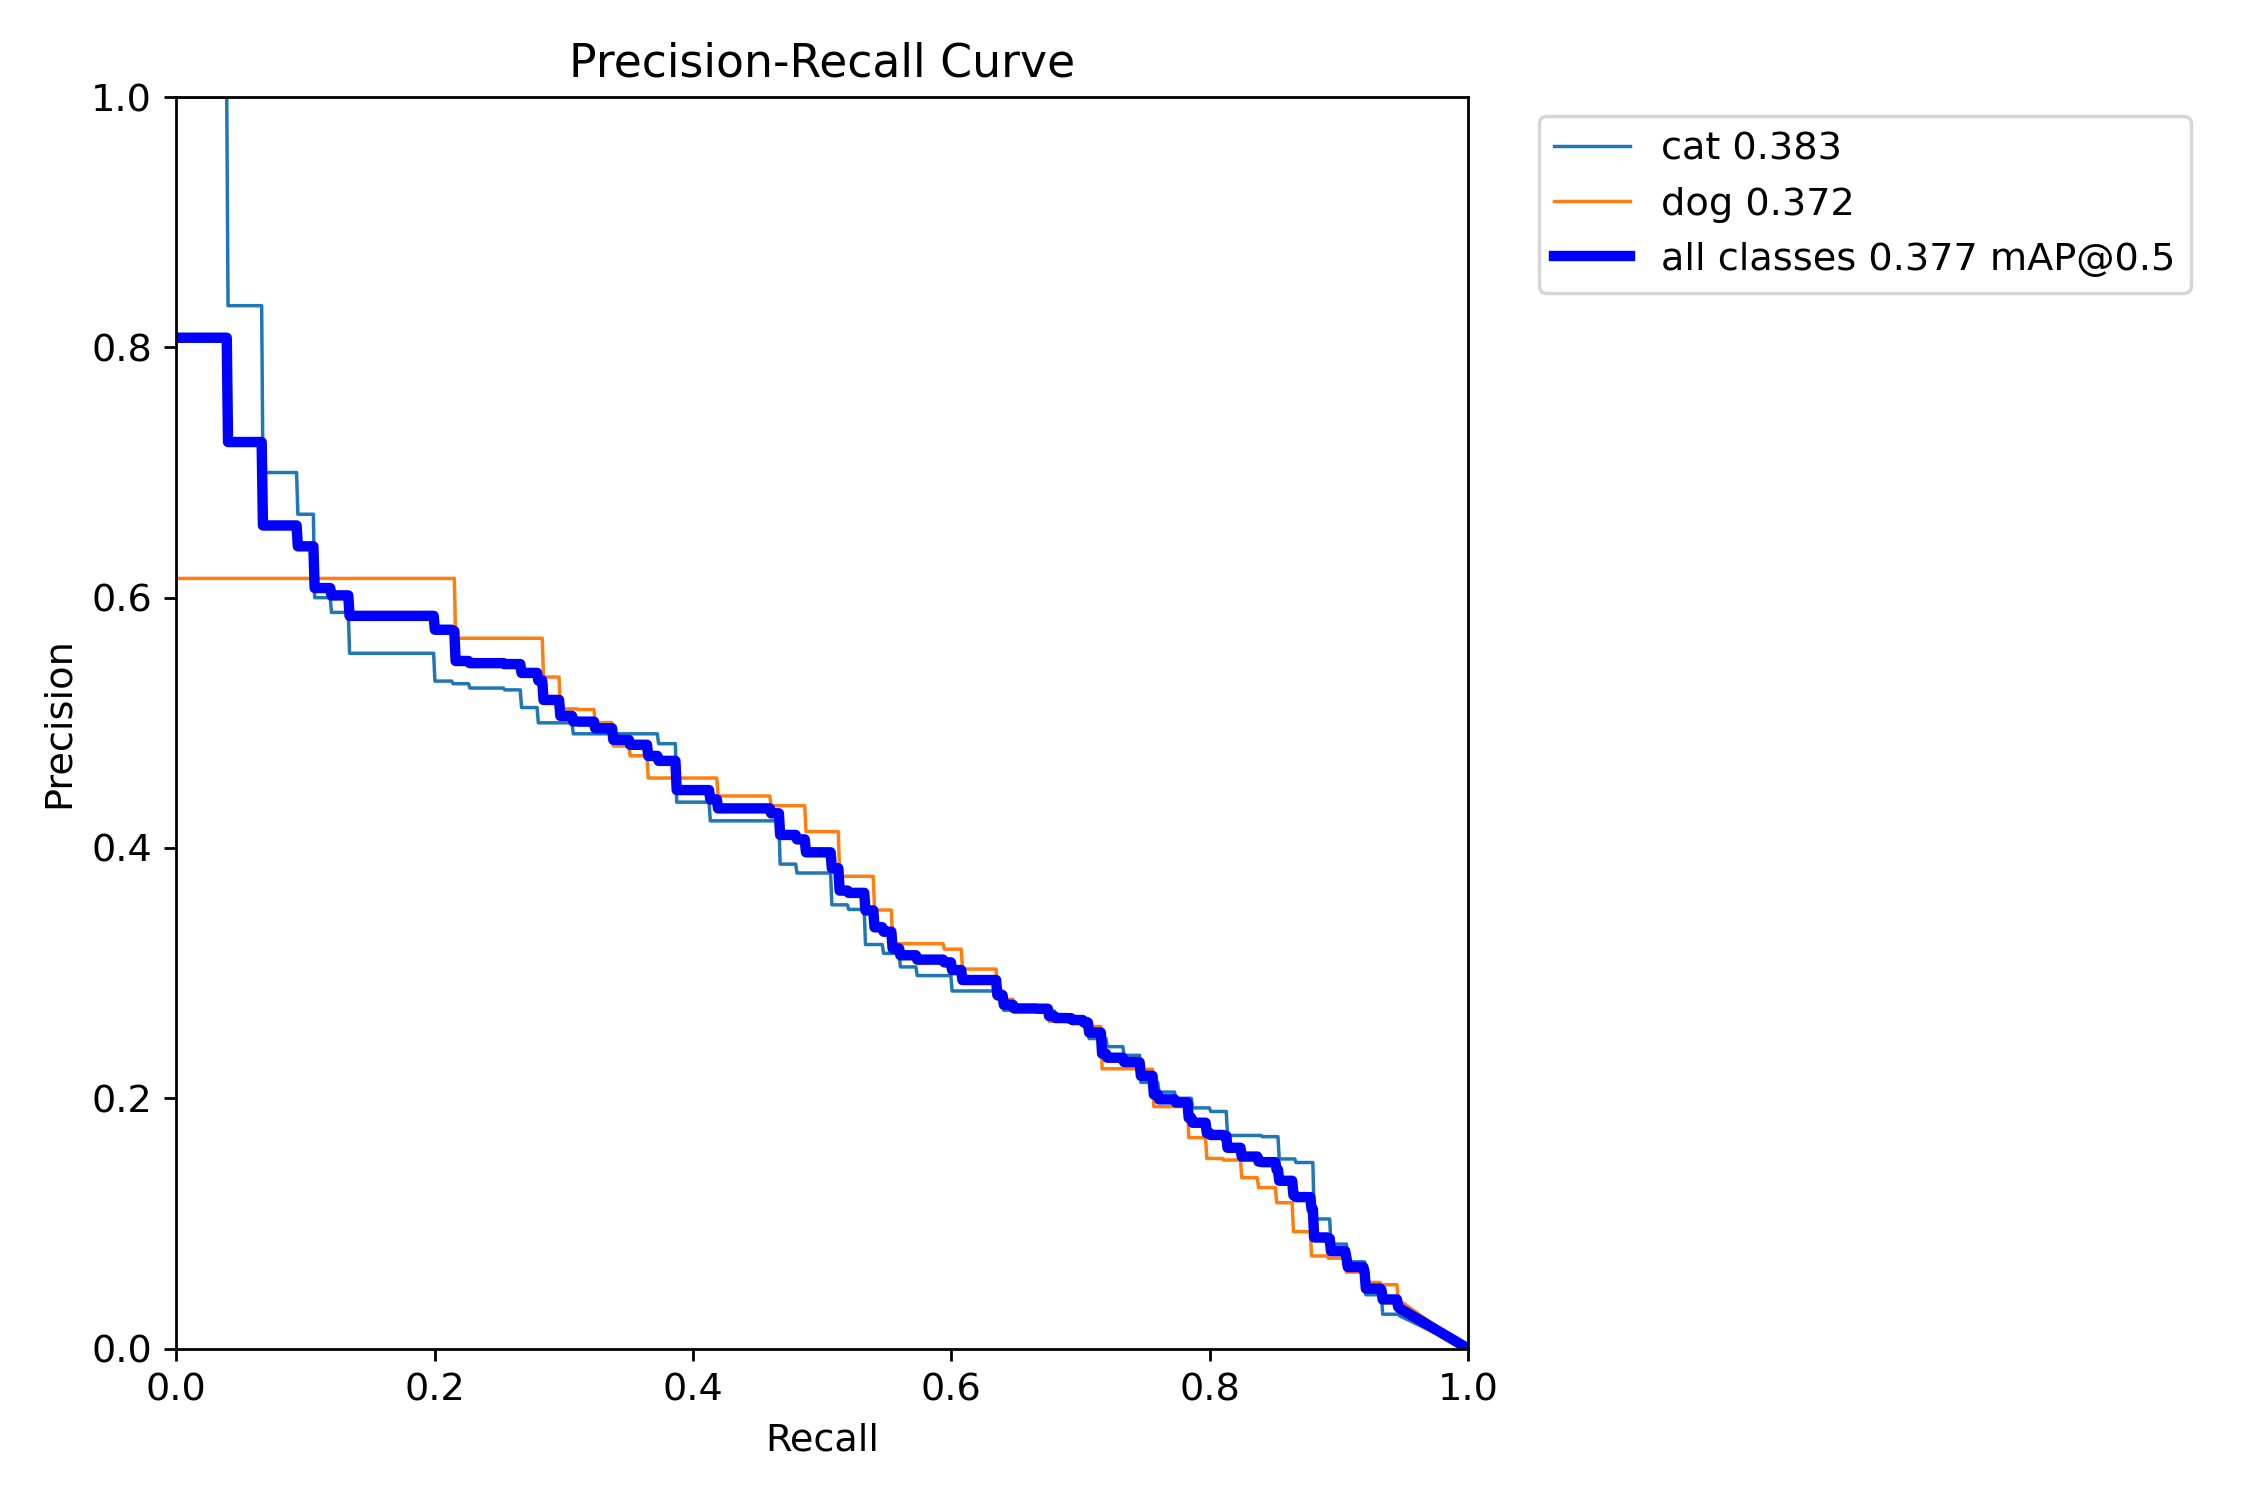 Precision-Recall Curve
1.0
0.8
0.6
0.4
0.2
0.0
Precision
0.0 0.2 0.4 0.6 0.8 1.0
Recall
cat 0.383
dog 0.372
all classes 0.377 mAP@0.5